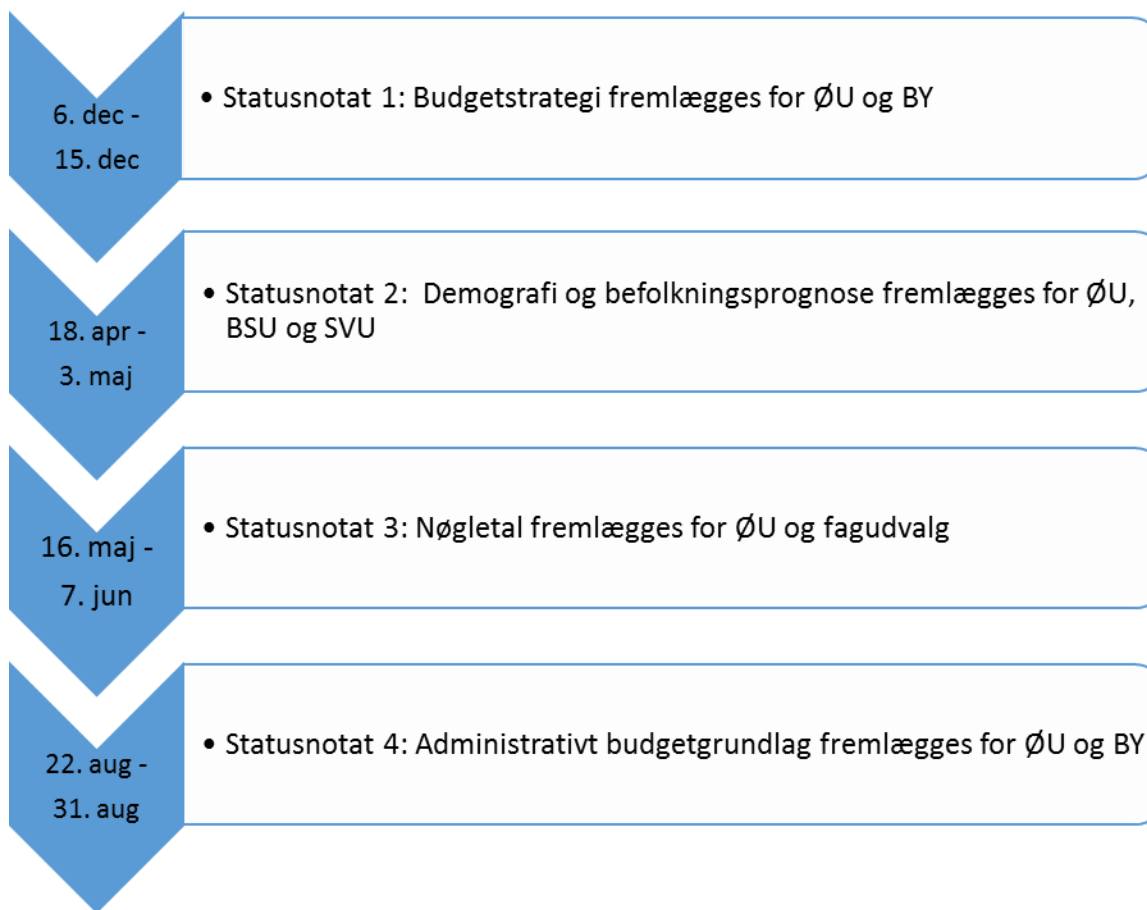 6. dec -
15. dec
• Statusnotat 1: Budgetstrategi fremlægges for ØU og BY
18. apr -
3. maj
• Statusnotat 2:  Demografi og befolkningsprognose fremlægges for ØU,
BSU og SVU
16. maj -
7. jun
• Statusnotat 3: Nøgletal fremlægges for ØU og fagudvalg
22. aug -
31. aug
• Statusnotat 4: Administrativt budgetgrundlag fremlægges for ØU og BY